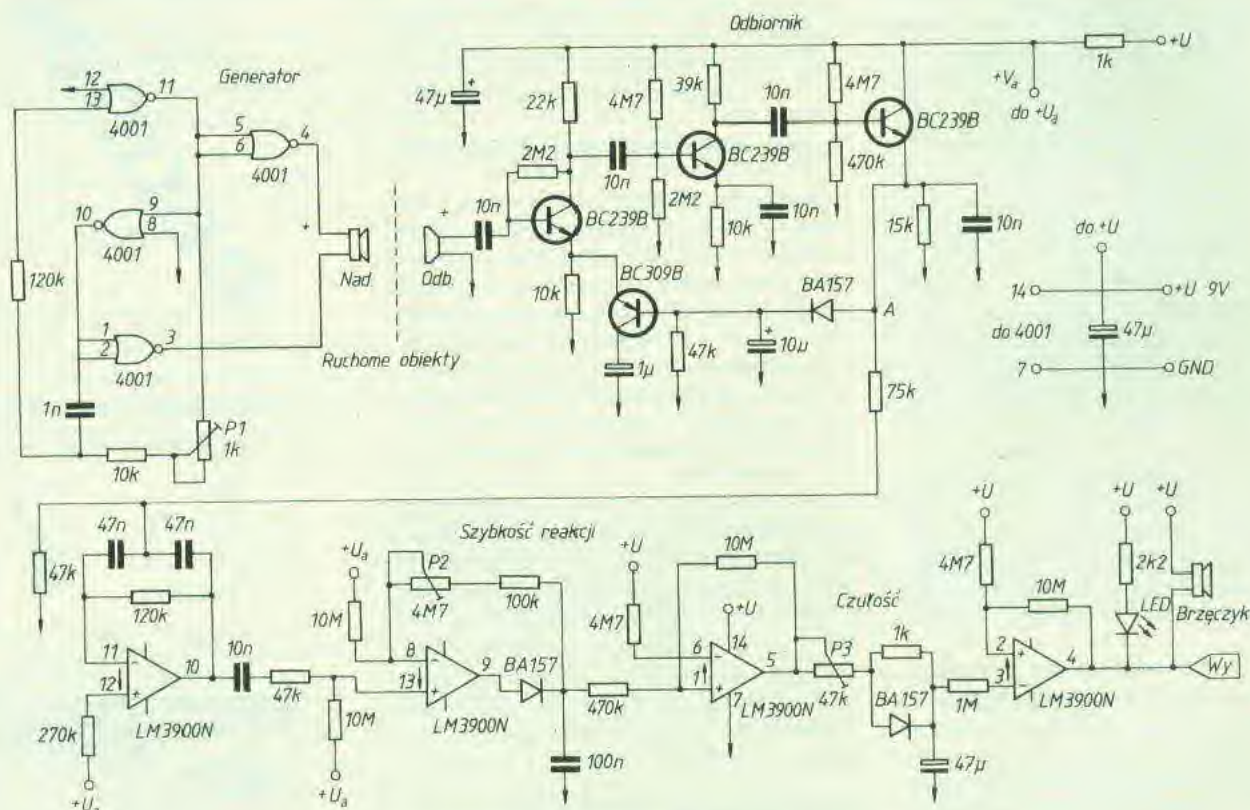 Odbiornik
Generator
12
13
11
4001
5
6
4
4001
10
9
8
4001
120k
1
2
3
4001
1n
10k
P1
1k
+
Nad.
Ruchome obiekty
+
Odb.
47µ
+
22k
2M2
10n
BC239B
10k
4M7
10n
2M2
39k
BC239B
10k
10n
10n
4M7
BC239B
470k
15k
10n
1k
+U
+Va
do +Ua
BC309B
1µ
47k
+
10µ
BA157
A
75k
do +U
14
+U 9V
do 4001
47µ
7
GND
47k
47n
47n
120k
11
12
10
LM3900N
270k
+Ua
10n
47k
10M
+Ua
Szybkość reakcji
+Ua
10M
P2
4M7
100k
8
13
9
LM3900N
BA157
100n
470k
+U
4M7
10M
+U
6
1
14
5
7
LM3900N
Czułość
P3
47k
1k
BA157
47µ
1M
+U
4M7
10M
2
3
4
LM3900N
+U
2k2
LED
+U
Brzęczyk
Wy